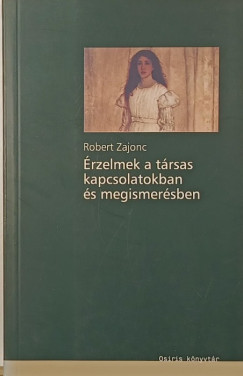 Robert Zajonc
Érzelmek a társas
kapcsolatokban
és megismerésben
Osiris könyvtár